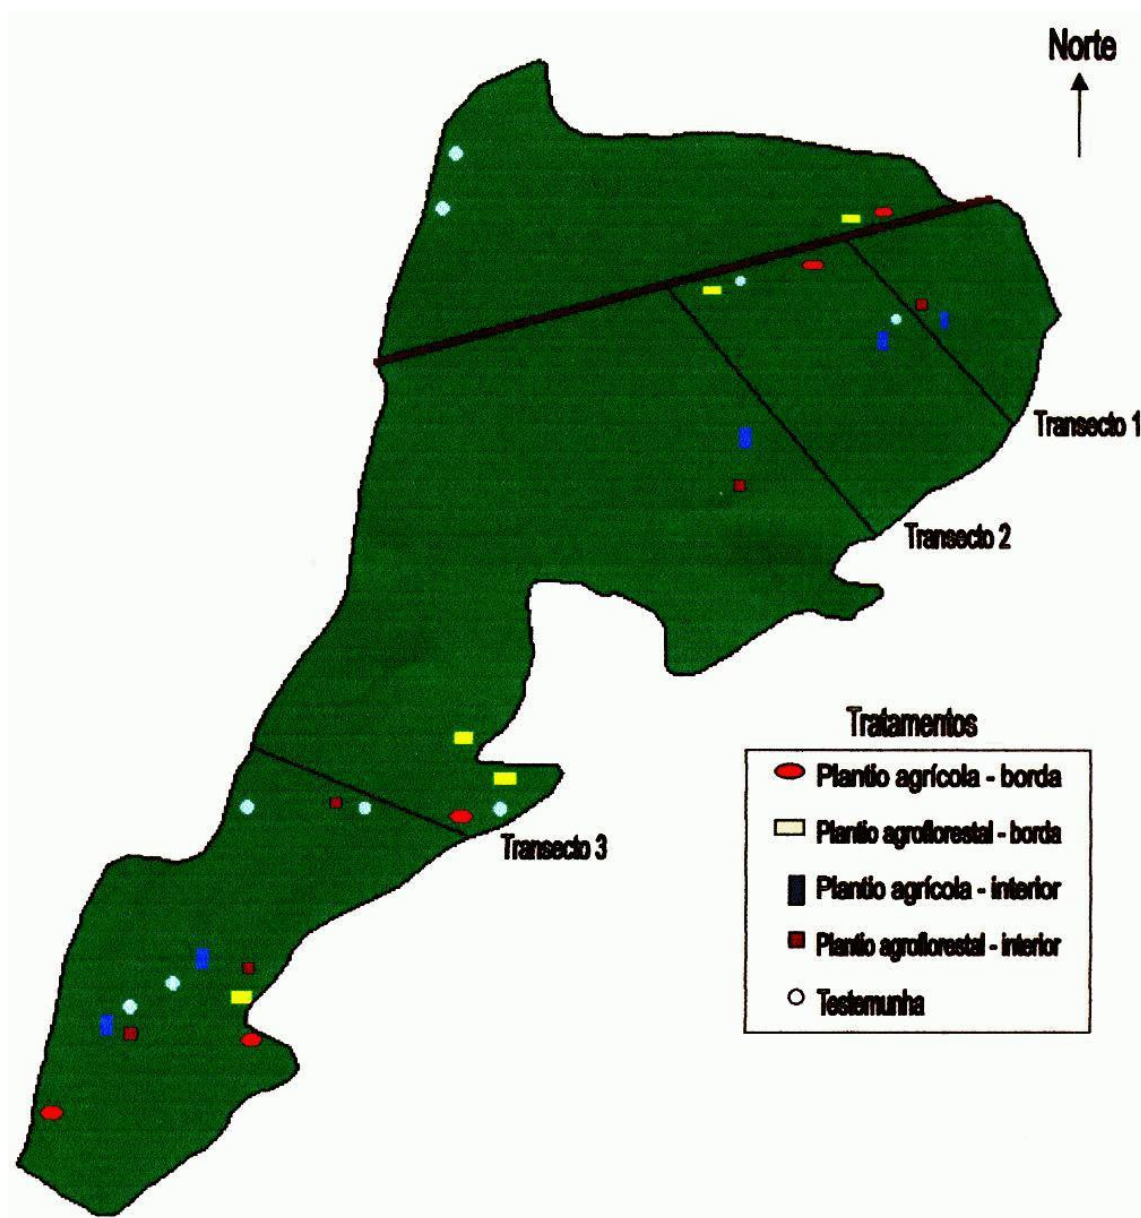 Norte
Transecto 1
Transecto 2
Transecto 3
Tratamentos
Plantio agrícola - borda
Plantio agroflorestal - borda
Plantio agrícola - interior
Plantio agroflorestal - interior
Testemunha